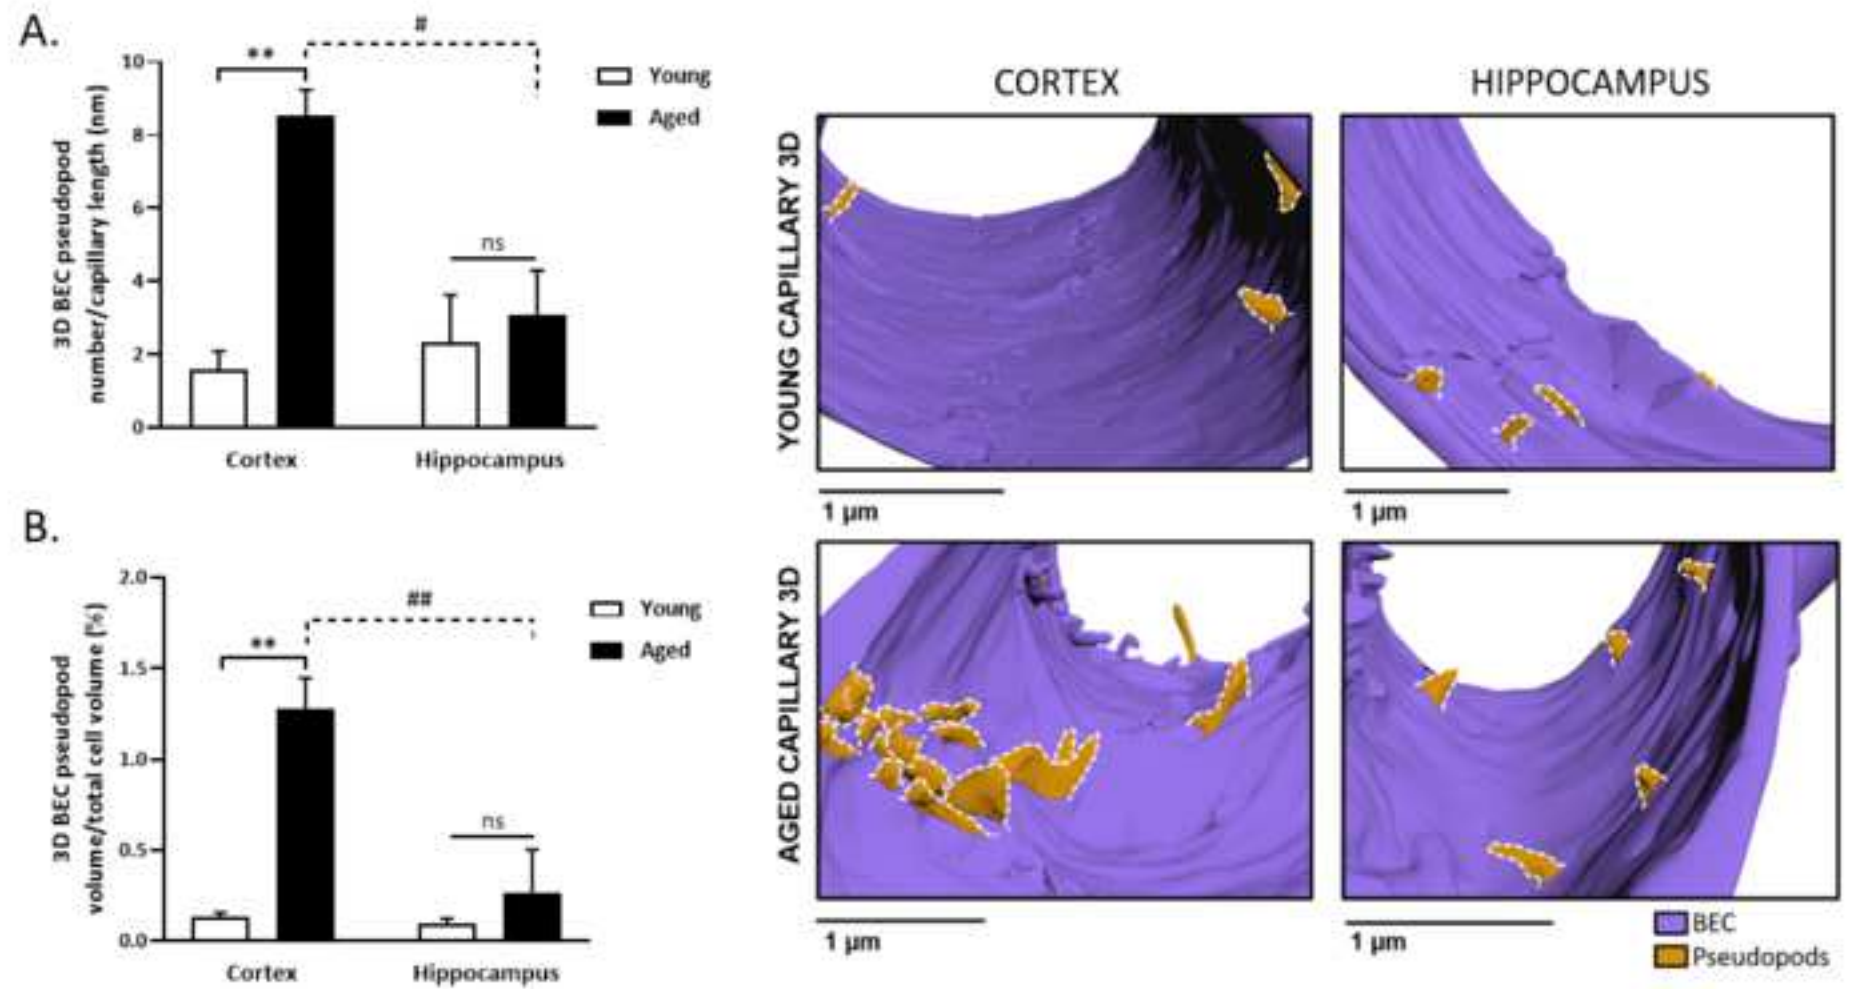 A.
3D BEC pseudopod
number/capillary length (nm)
10
8
6
4
2
0
**
#
ns
Young
Aged
Cortex
Hippocampus
B.
3D BEC pseudopod
volume/total cell volume (%)
2.0
1.5
1.0
0.5
0.0
**
##
ns
Young
Aged
Cortex
Hippocampus
CORTEX
HIPPOCAMPUS
YOUNG CAPILLARY 3D
1 µm
1 µm
AGED CAPILLARY 3D
1 µm
1 µm
BEC
Pseudopods